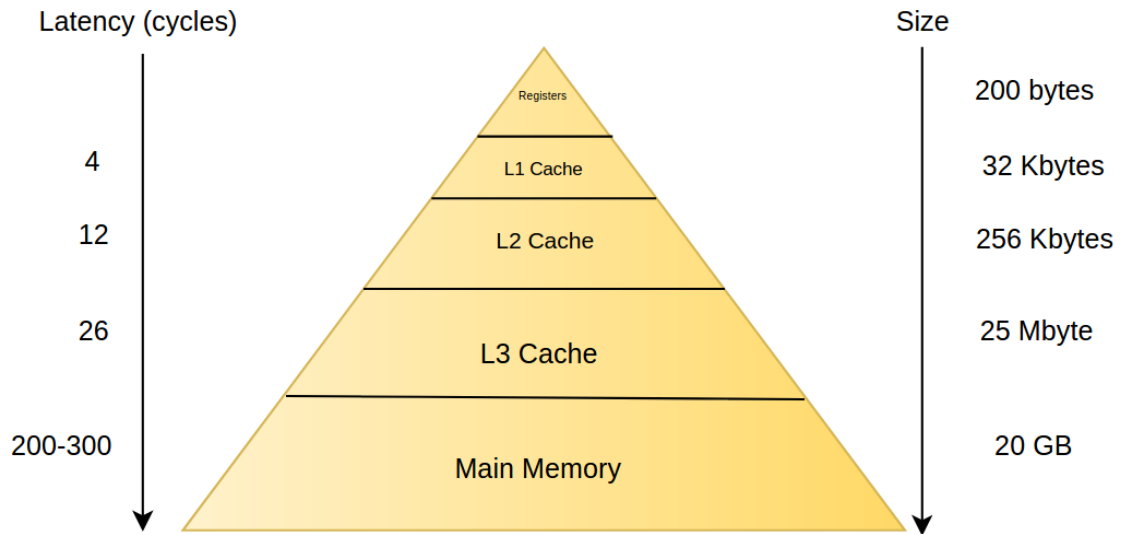 Latency (cycles)
Size
Registers
200 bytes
4
L1 Cache
32 Kbytes
12
L2 Cache
256 Kbytes
26
L3 Cache
25 Mbyte
200-300
Main Memory
20 GB